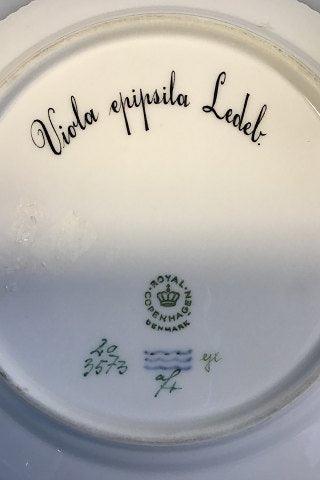 Viola epipsila Ledeb.
ROYAL
COPENHAGEN
DENMARK
20
3573